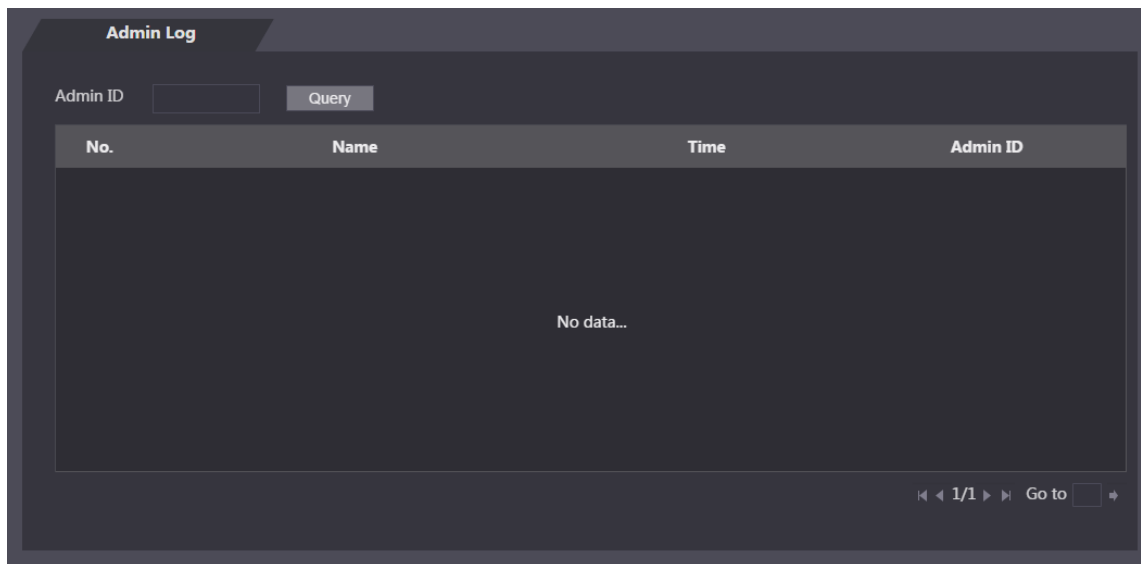 Admin Log
Admin ID Query
No. Name Time Admin ID
No data...
1/1 Go to